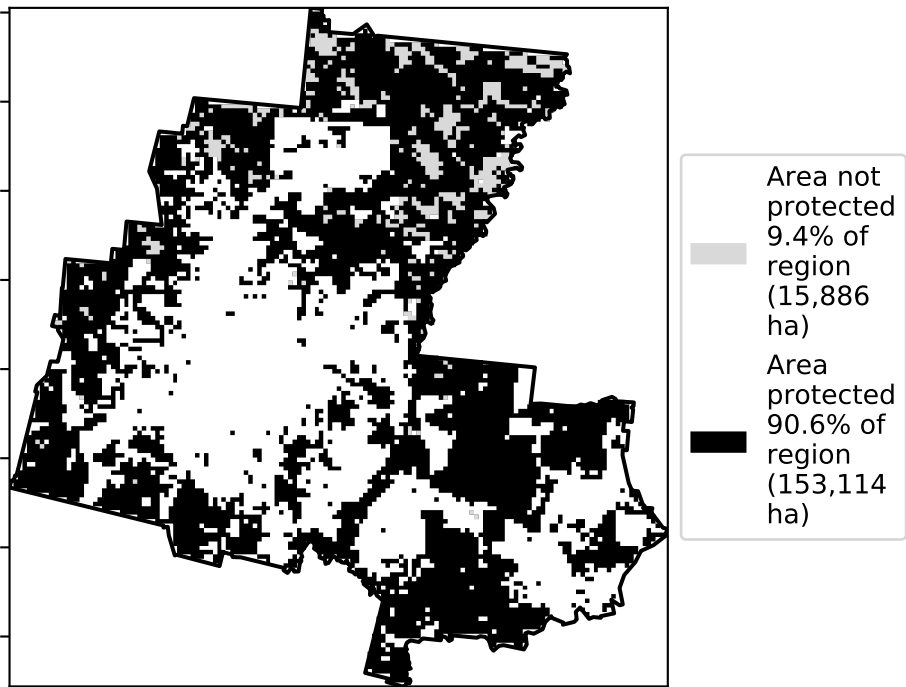 Area not
protected
9.4% of
region
(15,886
ha)
Area
protected
90.6% of
region
(153,114
ha)